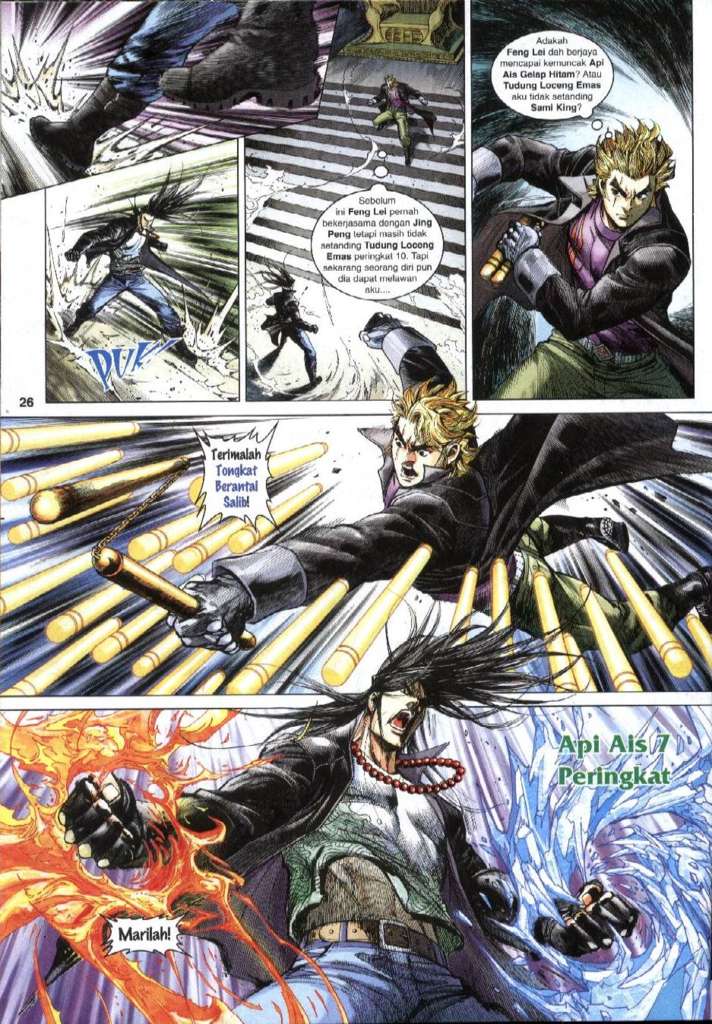 Sebelum
ini Feng Lei pernah
bekerjasama dengan Jing
Peng tetapi masih tidak
setanding Tudung Loceng
Emas peringkat 10. Tapi
sekarang seorang diri pun
dia dapat melawan
aku....
Adakah
Feng Lei dah berjaya
mencapai kemuncak Api
Ais Gelap Hitam? Atau
Tudung Loceng Emas
aku tidak setanding
Sami King?
26
Terimalah
Tongkat
Berantal
Salib!
Api Ais 7
Peringkat
Marilah!